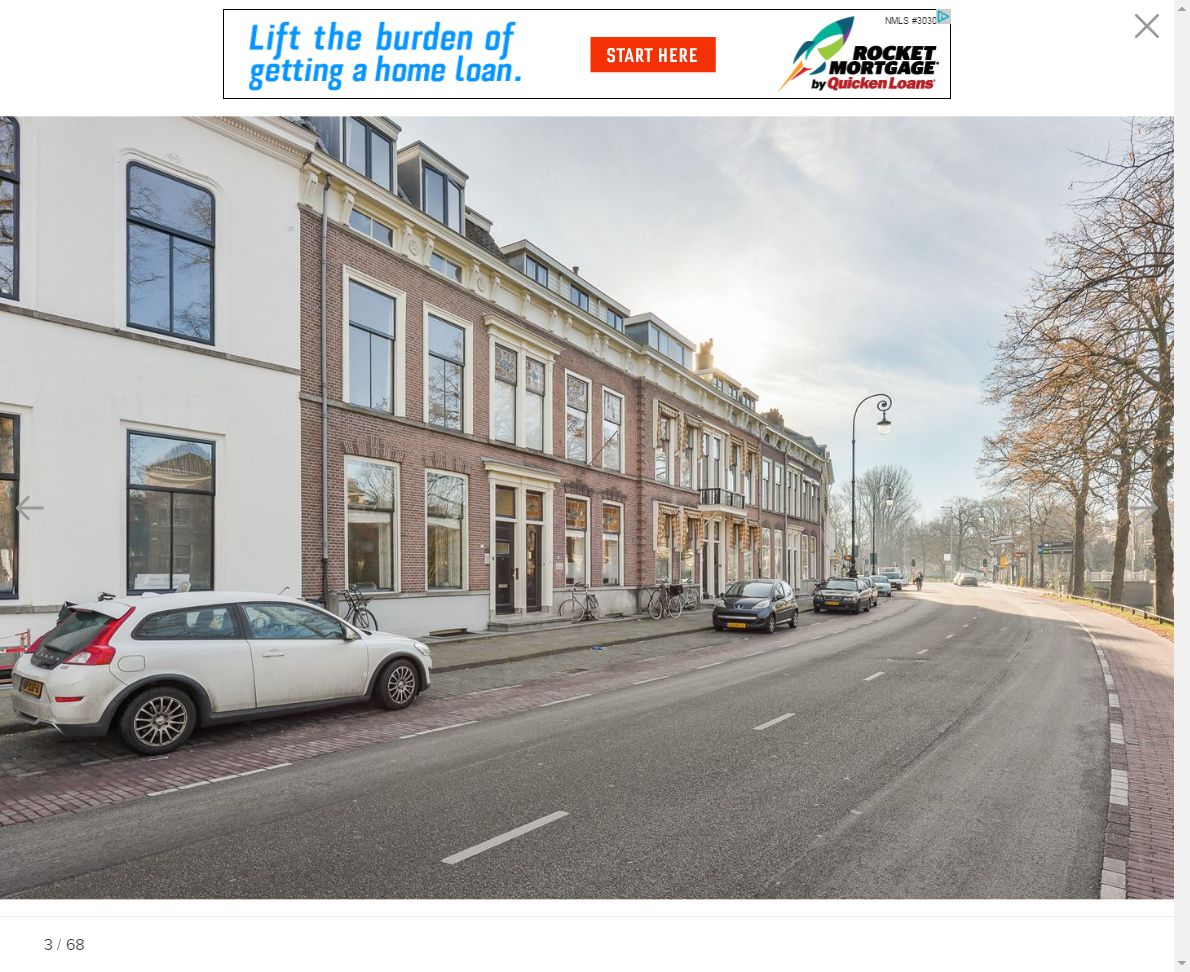 Lift the burden of
getting a home loan.
START HERE
NMLS #3030
ROCKET
MORTGAGE
by Quicken Loans
3 / 68